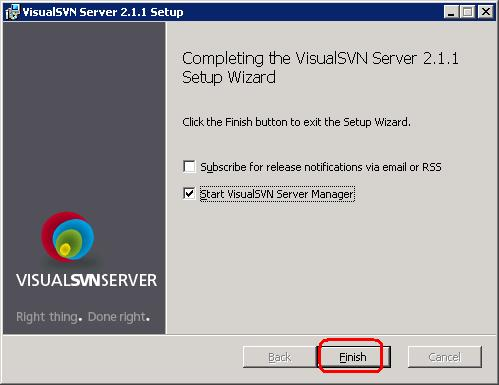 VisualSVN Server 2.1.1 Setup
Completing the VisualSVN Server 2.1.1
Setup Wizard
Click the Finish button to exit the Setup Wizard.
Subscribe for release notifications via email or RSS
Start VisualSVN Server Manager
VISUALSVNSERVER
Right thing. Done right.
Back
Finish
Cancel